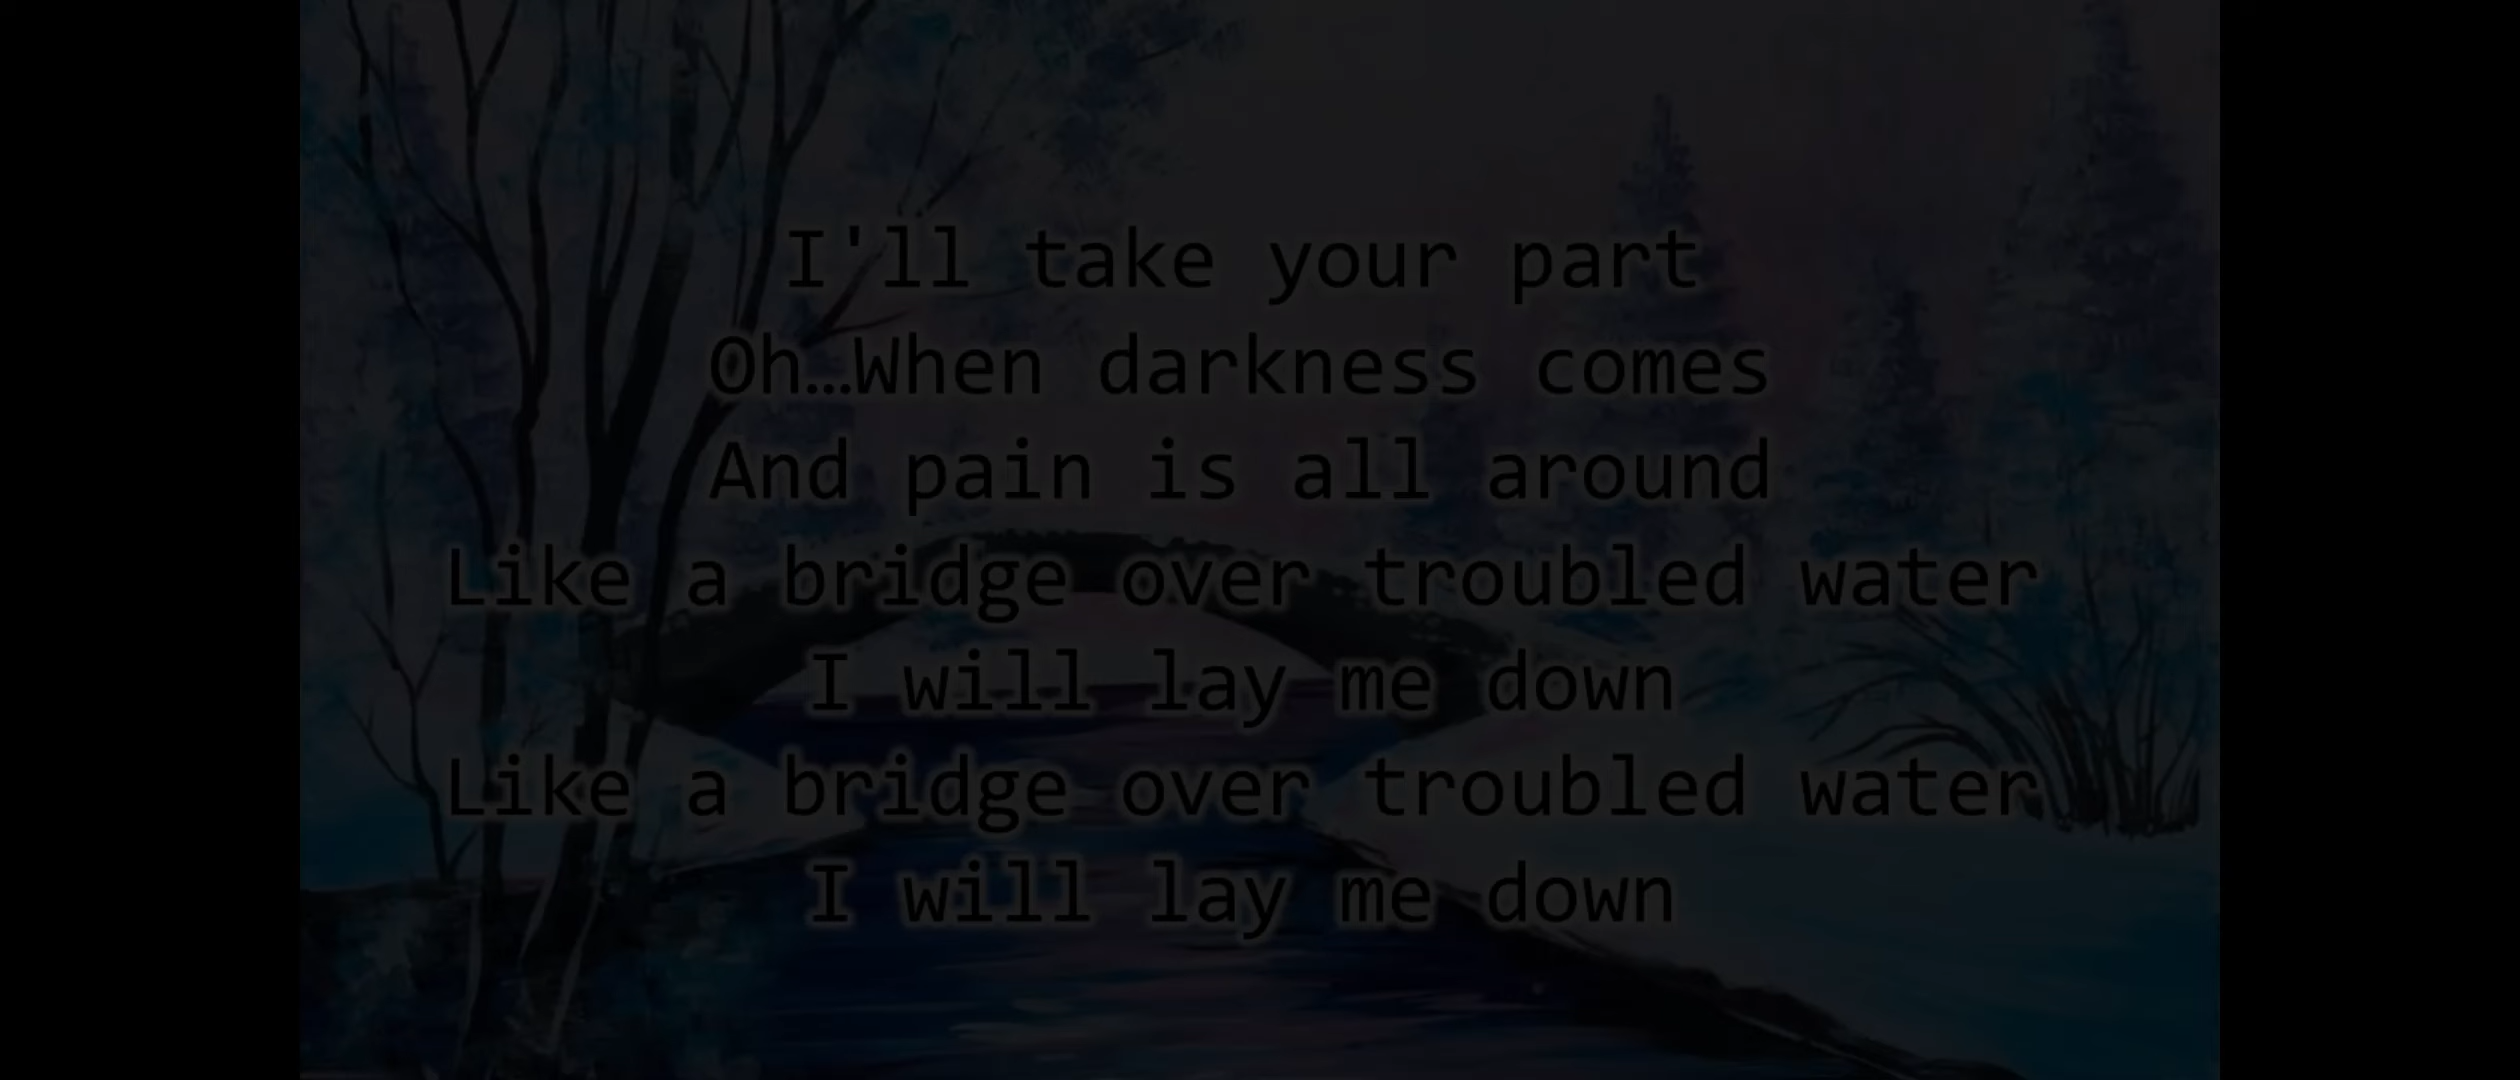 I'll take your part
Oh…When darkness comes
And pain is all around
Like a bridge over troubled water
I will lay me down
Like a bridge over troubled water
I will lay me down